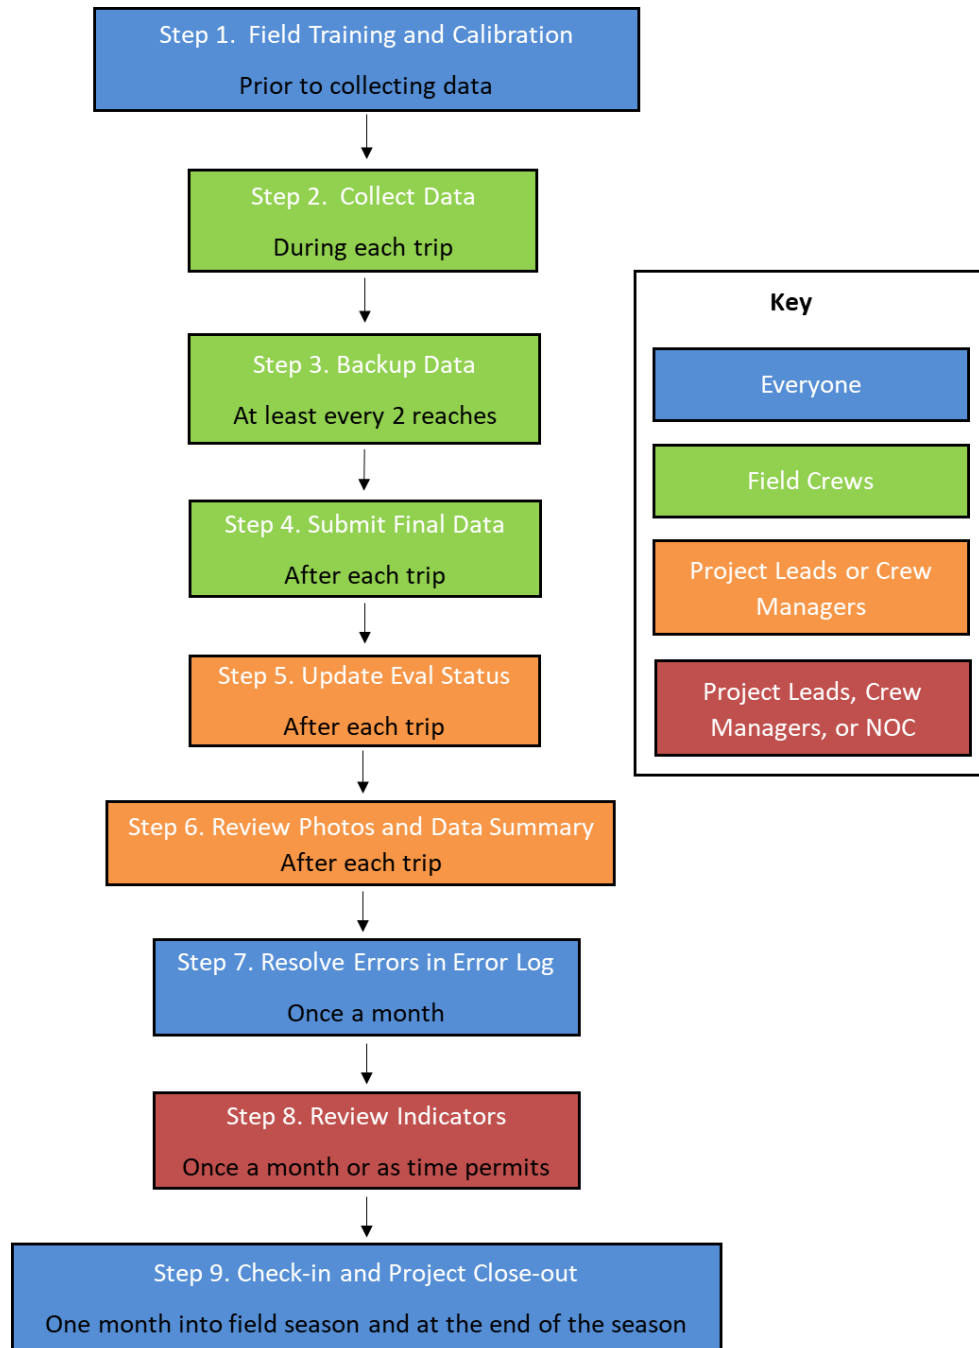 Step 1.  Field Training and Calibration
Prior to collecting data
Step 2.  Collect Data
During each trip
Step 3. Backup Data
At least every 2 reaches
Step 4. Submit Final Data
After each trip
Step 5. Update Eval Status
After each trip
Step 6. Review Photos and Data Summary
After each trip
Step 7. Resolve Errors in Error Log
Once a month
Step 8. Review Indicators
Once a month or as time permits
Step 9. Check-in and Project Close-out
One month into field season and at the end of the season
Key
Everyone
Field Crews
Project Leads or Crew
Managers
Project Leads, Crew
Managers, or NOC